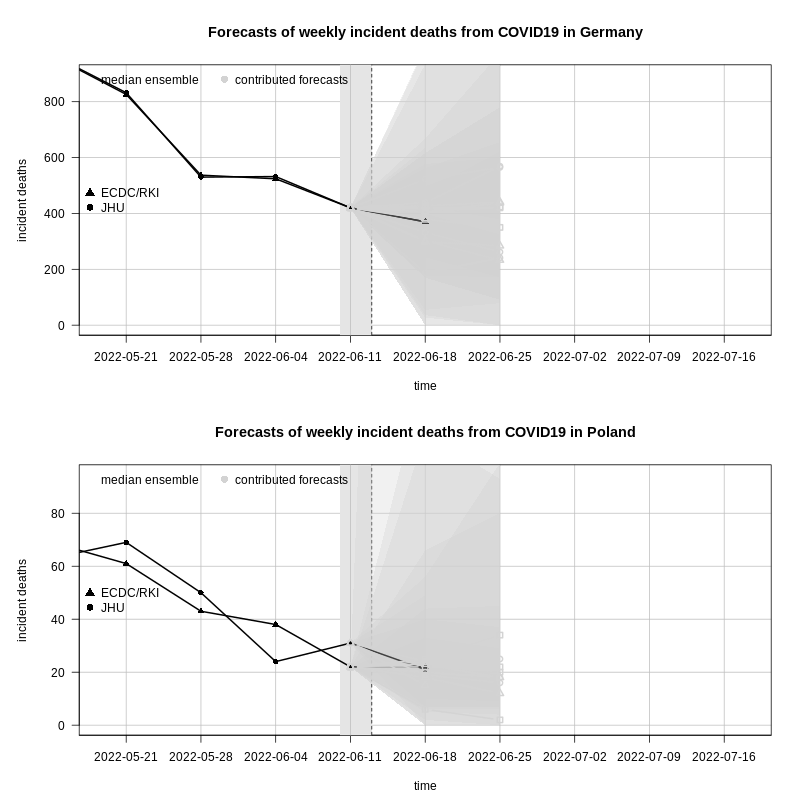 Forecasts of weekly incident deaths from COVID19 in Germany
median ensemble contributed forecasts
800
600
400
200
0
incident deaths
ECDC/RKI
JHU
2022-05-21 2022-05-28 2022-06-04 2022-06-11 2022-06-18 2022-06-25 2022-07-02 2022-07-09 2022-07-16
time
Forecasts of weekly incident deaths from COVID19 in Poland
median ensemble contributed forecasts
80
60
40
20
0
incident deaths
ECDC/RKI
JHU
2022-05-21 2022-05-28 2022-06-04 2022-06-11 2022-06-18 2022-06-25 2022-07-02 2022-07-09 2022-07-16
time